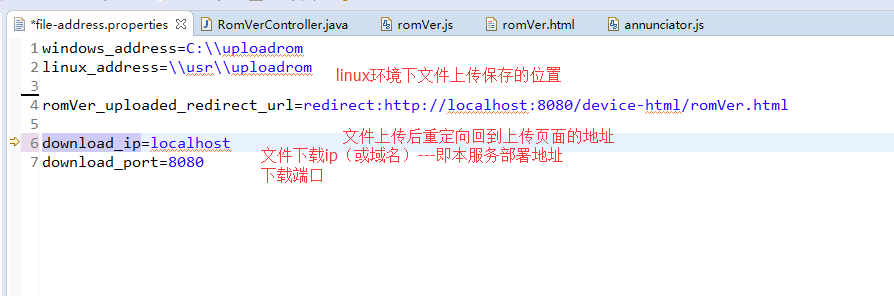 *file-address.properties
RomVerController.java
romVer.js
romVer.html
annunciator.js
1 windows_address=C:\\uploadrom
2 linux_address=\\usr\\uploadrom
linux环境下文件上传保存的位置
3
4 romVer_uploaded_redirect_url=redirect:http://localhost:8080/device-html/romVer.html
5
文件上传后重定向回到上传页面的地址
6 download_ip=localhost
文件下载ip（或域名）---即本服务部署地址
7 download_port=8080
下载端口